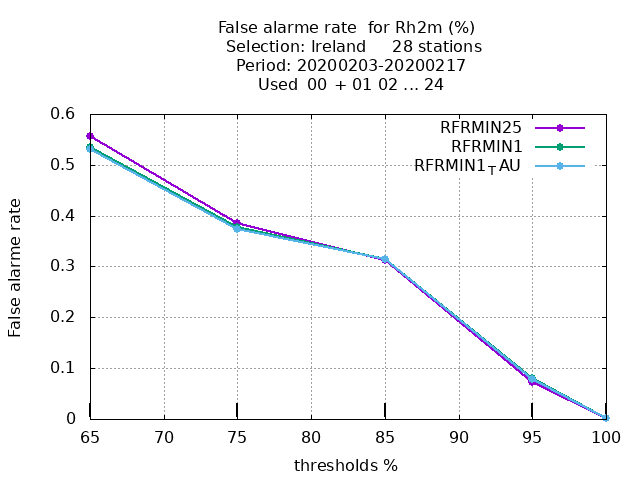 False alarme rate  for Rh2m (%)
Selection: Ireland     28 stations
Period: 20200203-20200217
Used  00 + 01 02 ... 24
RFRMIN25
RFRMIN1
RFRMIN1TAU
0.6
0.5
0.4
0.3
0.2
0.1
0
False alarme rate
65 70 75 80 85 90 95 100
thresholds %